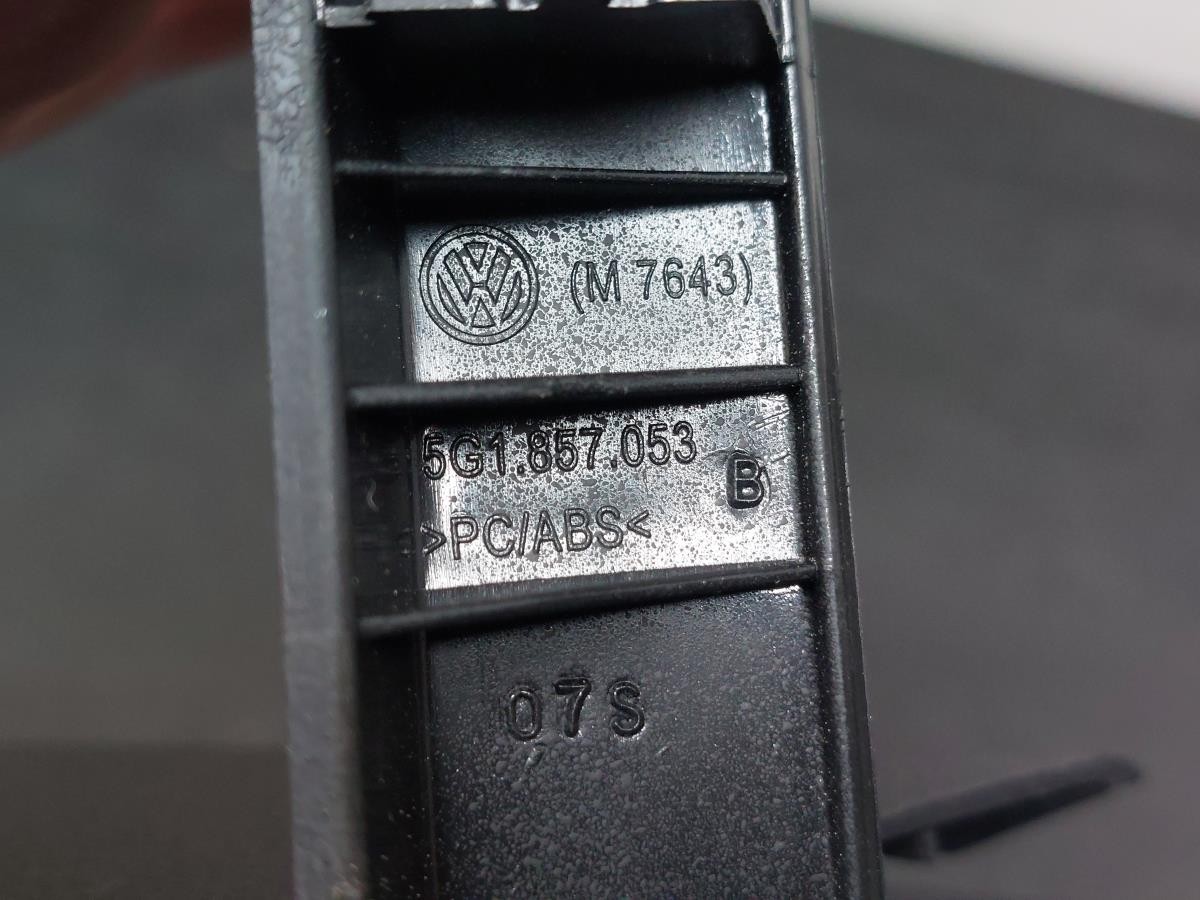 (M 7643)
5G1.857.053
B
>PC/ABS<
07S